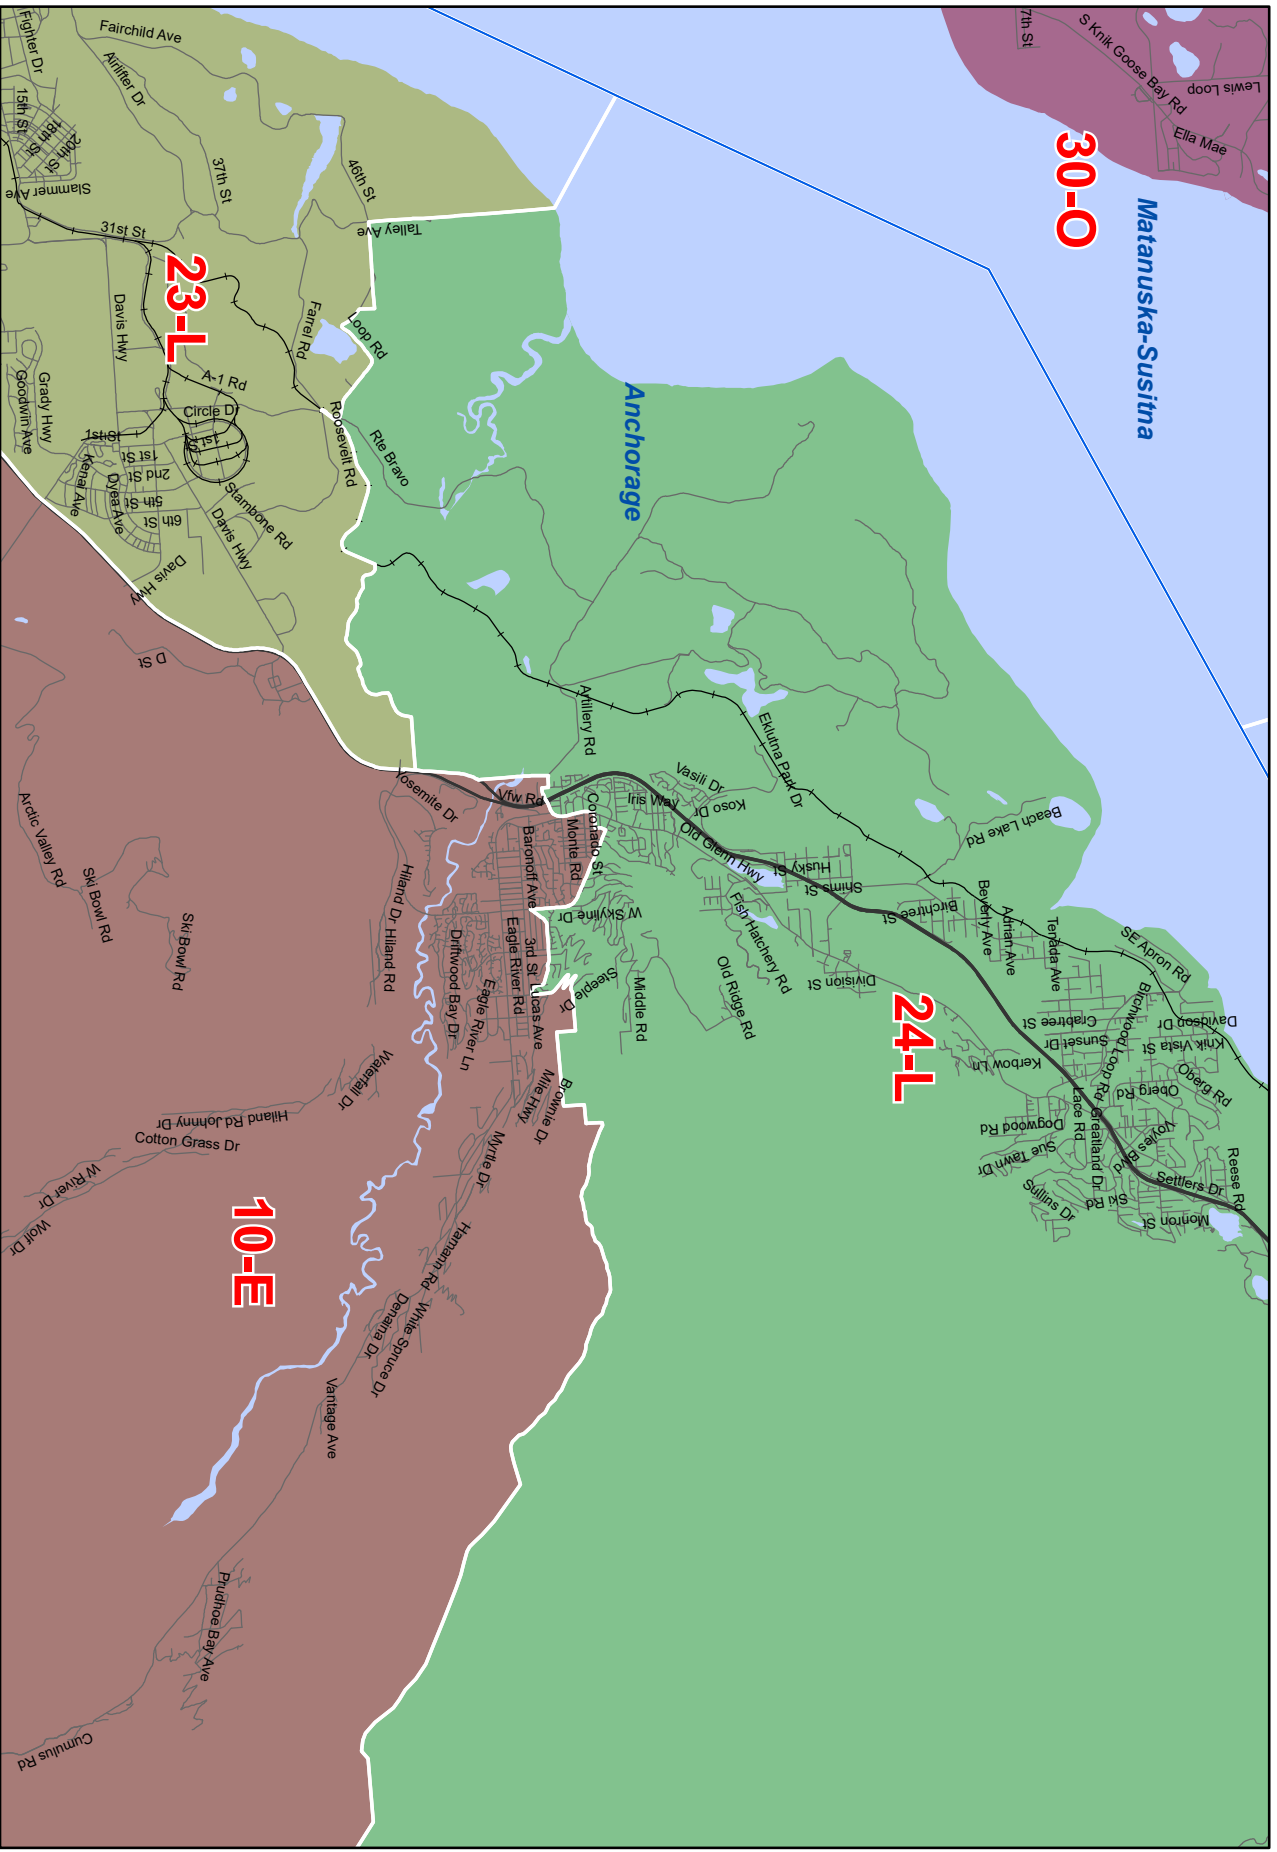 Fairchild Ave
Fighter Dr
Airlifter Dr
15th St
18th St
20th St
Slammer Ave
37th St
46th St
31st St
23-L
Davis Hwy
Farrel Rd
Loop Rd
Talley Ave
A-1 Rd
Circle Dr
Grady Hwy
Goodwin Ave
1st St
1st St
1st St
2nd St
5th St
6th St
Kenai Ave
Dyea Ave
Stambone Rd
Davis Hwy
Davis Hwy
Roosevelt Rd
Rte Bravo
D St
7th St
S Knik Goose Bay Rd
Lewis Loop
Ella Mae
30-O
Matanuska-Susitna
Anchorage
Artillery Rd
Eklutna Park Dr
Vasili Dr
Koso Dr
Iris Way
Old Glenn Hwy
Coronado St
Monte Rd
Vfw Rd
Yosemite Dr
Baronoff Ave
Beach Lake Rd
Husky St
Shims St
Birchtree St
Beverly Ave
Adrian Ave
Tenada Ave
SE Apron Rd
W Skyline Dr
Fish Hatchery Rd
Old Ridge Rd
Division St
Middle Rd
Steeple Dr
24-L
Davidson Dr
Birchwood Loop Rd
Crabtree St
Sunset Dr
Knik Vista St
Oberg Rd
Oberg Rd
Kerbow Ln
Lace Rd
Greatland Dr
Dogwood Rd
Sue Tawn Dr
Sullins Dr
Voyles Blvd
Settlers Dr
Reese Rd
Ski Rd
Monron St
Arctic Valley Rd
Ski Bowl Rd
Ski Bowl Rd
Hiland Dr
Hiland Rd
Driftwood Bay Dr
Eagle River Rd
3rd St
Lucas Ave
Eagle River Ln
Waterfall Dr
Hiland Rd
Johnny Dr
Cotton Grass Dr
W River Dr
Wolf Dr
Mile Hwy
Brownie Dr
Myrtle Dr
Hamann Rd
White Spruce Dr
Denaina Dr
10-E
Vantage Ave
Prudhoe Bay Ave
Cumulus Rd